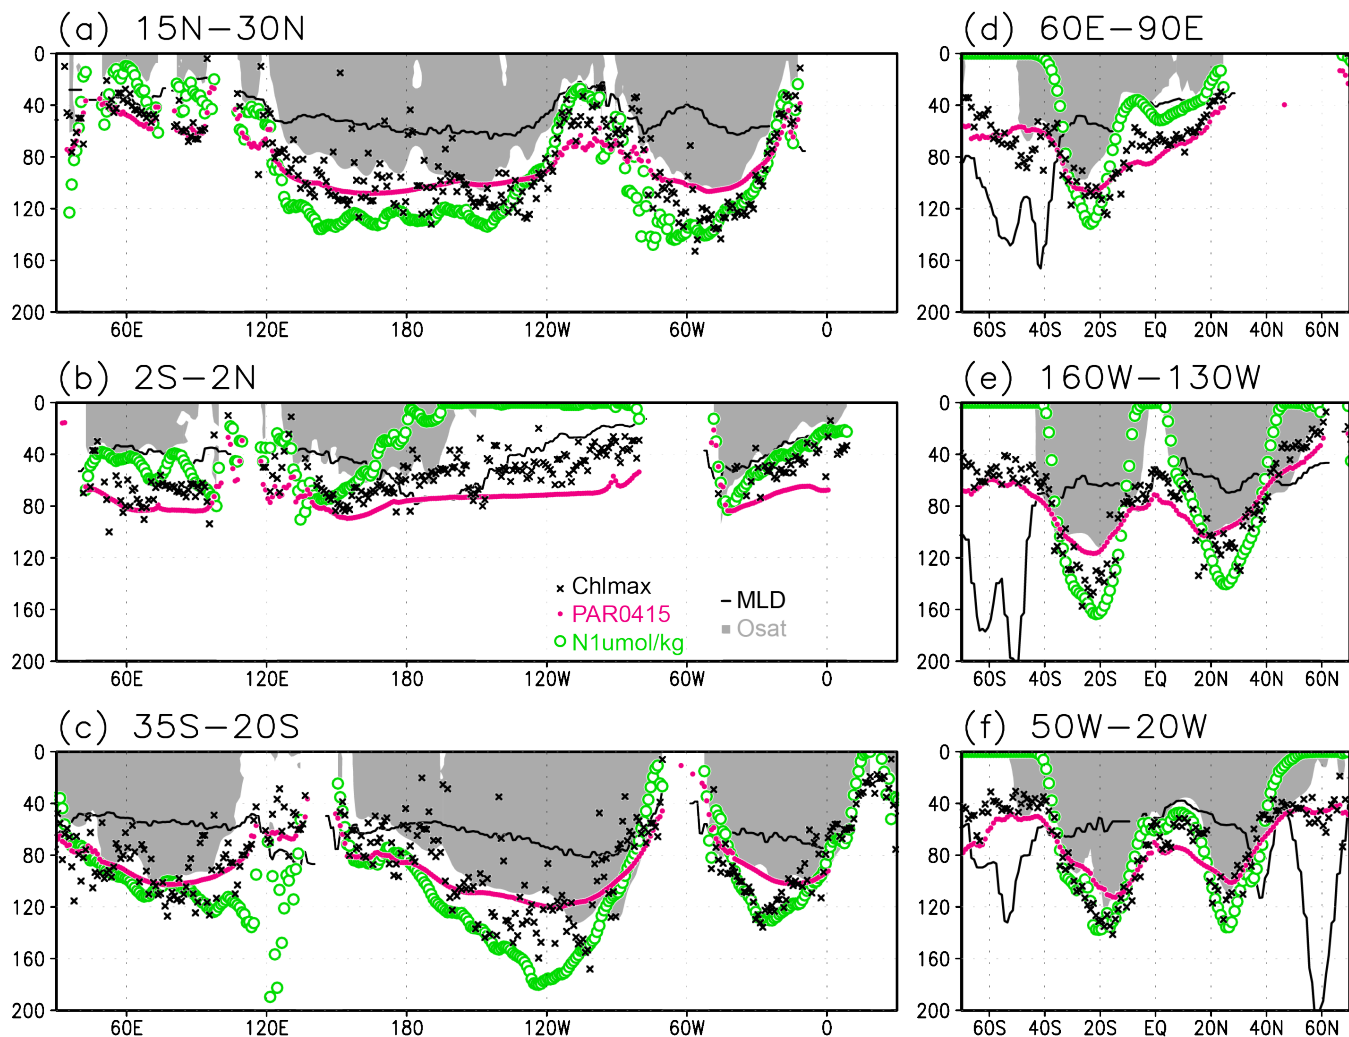 (a) 15N−30N
0
40
80
120
160
200
60E 120E 180 120W 60W 0
(d) 60E−90E
0
40
80
120
160
200
60S 40S 20S EQ 20N 40N 60N
(b) 2S−2N
0
40
80
120
160
200
Chlmax
PAR0415
N1umol/kg
MLD
Osat
60E 120E 180 120W 60W 0
(e) 160W−130W
0
40
80
120
160
200
60S 40S 20S EQ 20N 40N 60N
(c) 35S−20S
0
40
80
120
160
200
60E 120E 180 120W 60W 0
(f) 50W−20W
0
40
80
120
160
200
60S 40S 20S EQ 20N 40N 60N